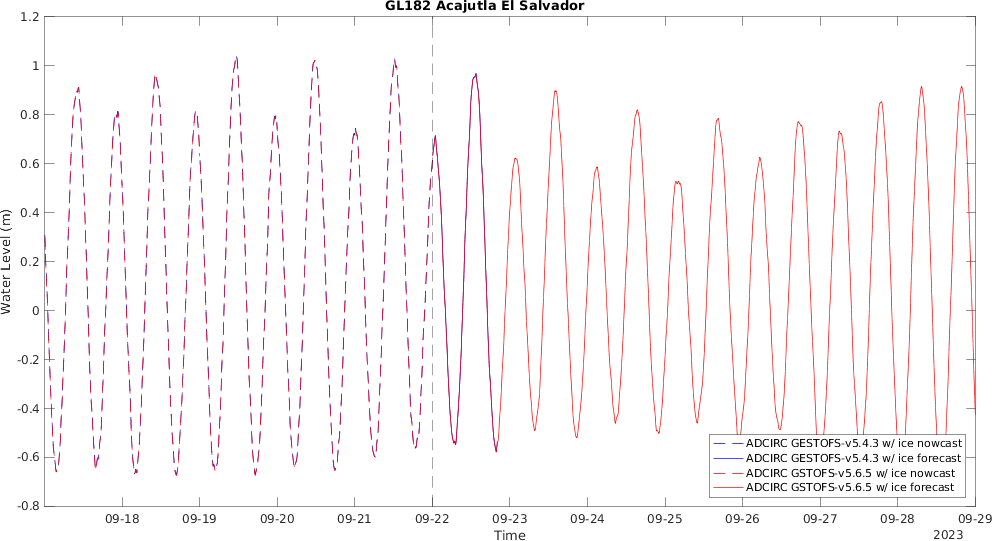 GL182 Acajutla El Salvador
1.2
1
0.8
0.6
0.4
0.2
0
-0.2
-0.4
-0.6
-0.8
Water Level (m)
ADCIRC GESTOFS-v5.4.3 w/ ice nowcast
ADCIRC GESTOFS-v5.4.3 w/ ice forecast
ADCIRC GSTOFS-v5.6.5 w/ ice nowcast
ADCIRC GSTOFS-v5.6.5 w/ ice forecast
09-18 09-19 09-20 09-21 09-22 09-23 09-24 09-25 09-26 09-27 09-28 09-29
Time 2023